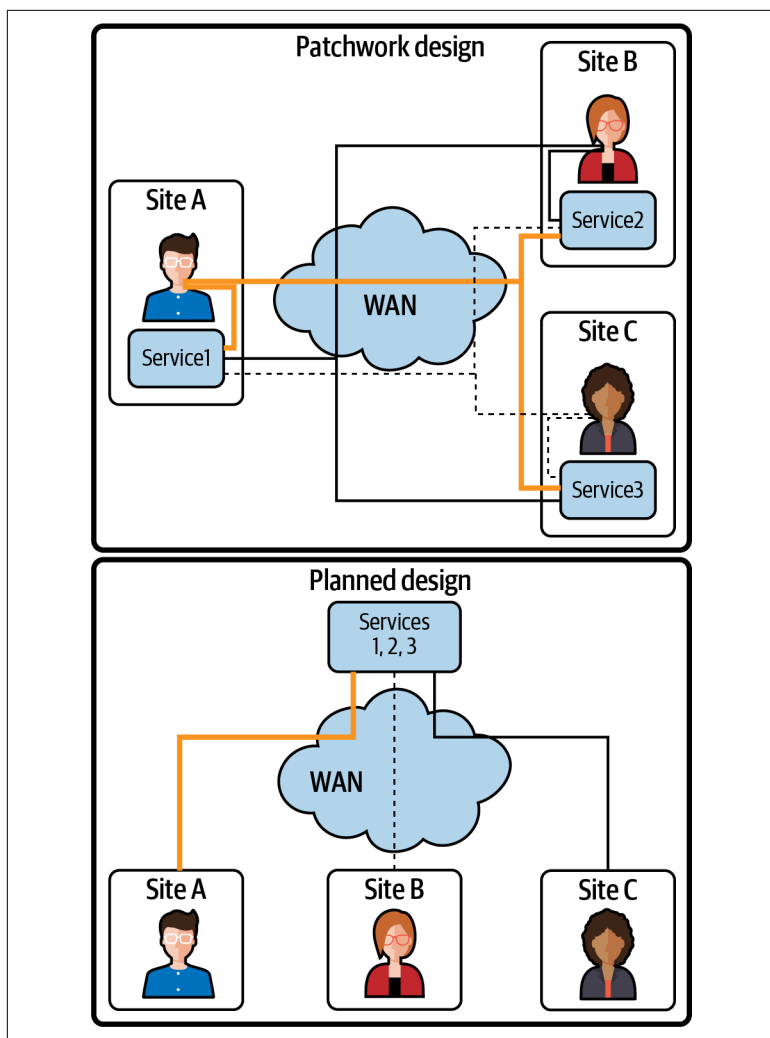 Patchwork design
Site B
Site A
Service2
WAN
Service1
Site C
Service3
Planned design
Services
1, 2, 3
WAN
Site A
Site B
Site C